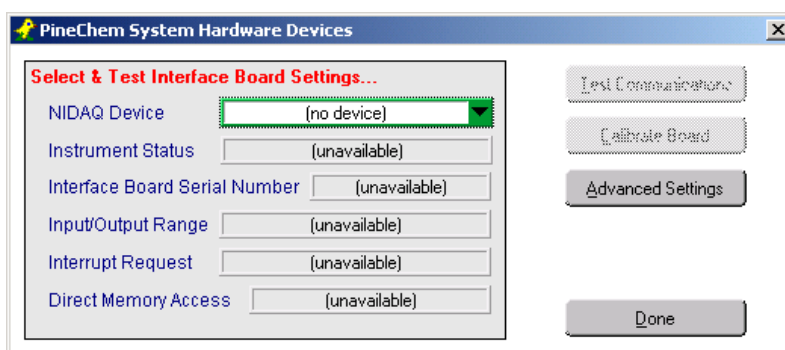 PineChem System Hardware Devices
Select & Test Interface Board Settings...
NIDAQ Device (no device)
Instrument Status (unavailable)
Interface Board Serial Number (unavailable)
Input/Output Range (unavailable)
Interrupt Request (unavailable)
Direct Memory Access (unavailable)
Test Communications
Calibrate Board
Advanced Settings
Done